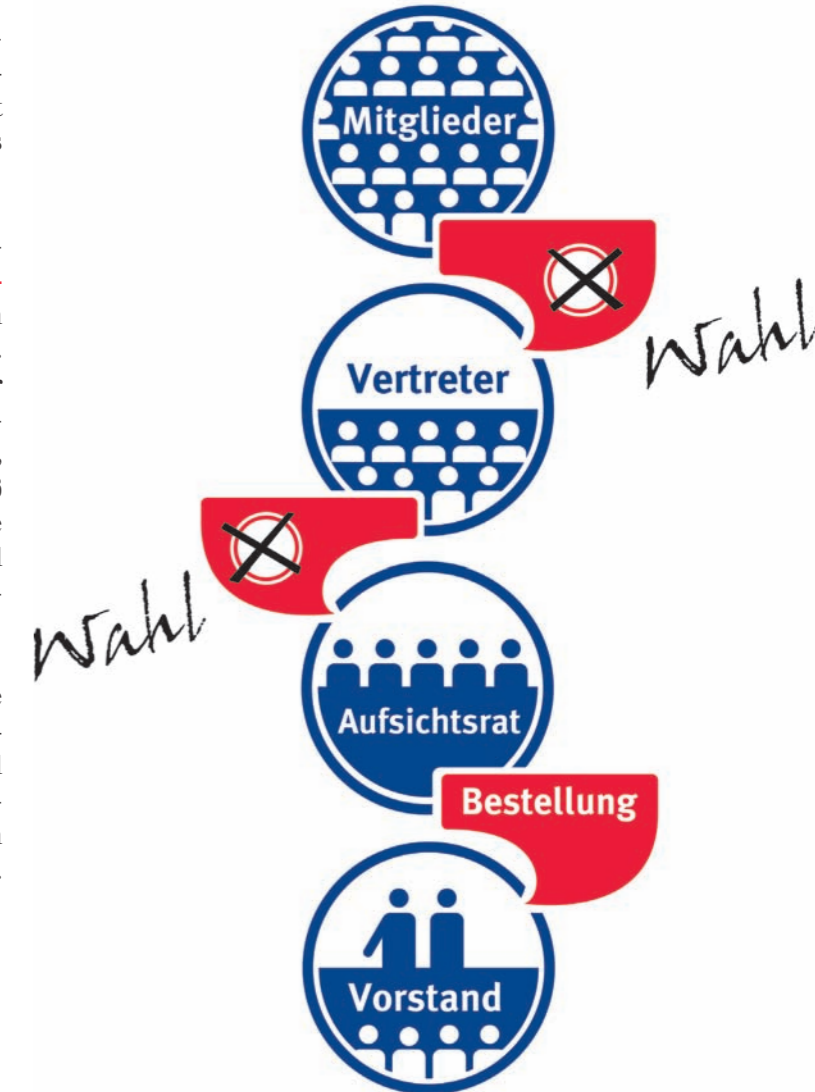 Mitglieder
Wahl
Vertreter
Wahl
Aufsichtsrat
Bestellung
Vorstand